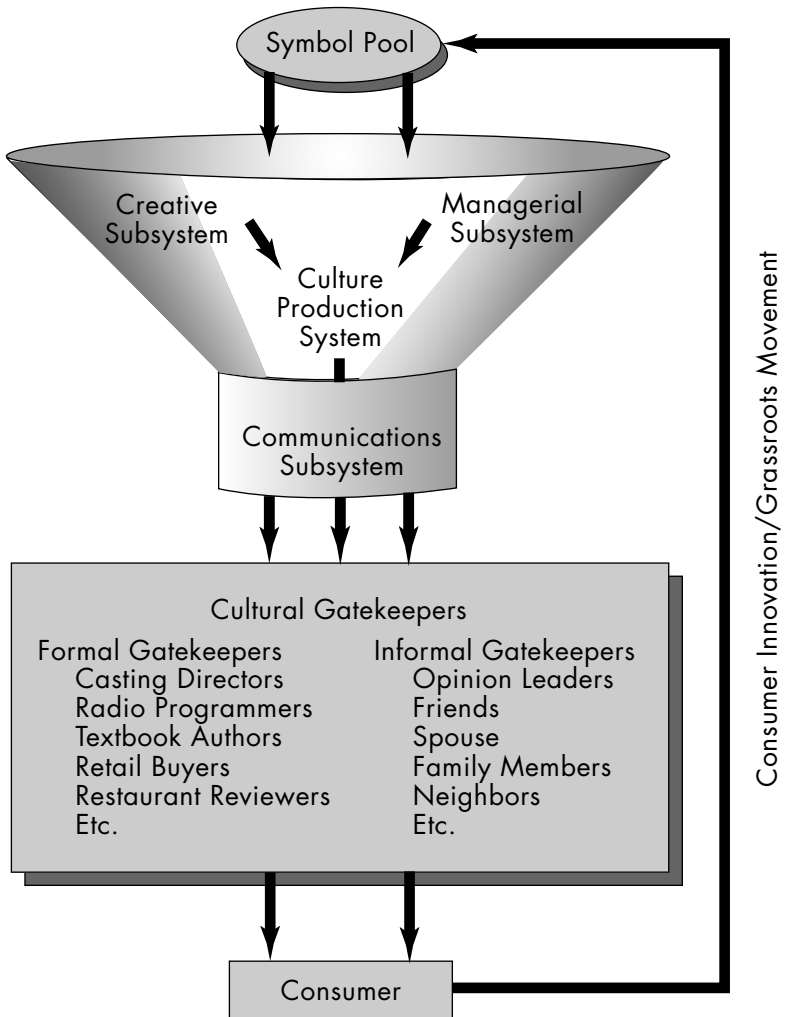 Symbol Pool
Creative
Subsystem
Managerial
Subsystem
Culture
Production
System
Communications
Subsystem
Cultural Gatekeepers
Formal Gatekeepers
Casting Directors
Radio Programmers
Textbook Authors
Retail Buyers
Restaurant Reviewers
Etc.
Informal Gatekeepers
Opinion Leaders
Friends
Spouse
Family Members
Neighbors
Etc.
Consumer
Consumer Innovation/Grassroots Movement